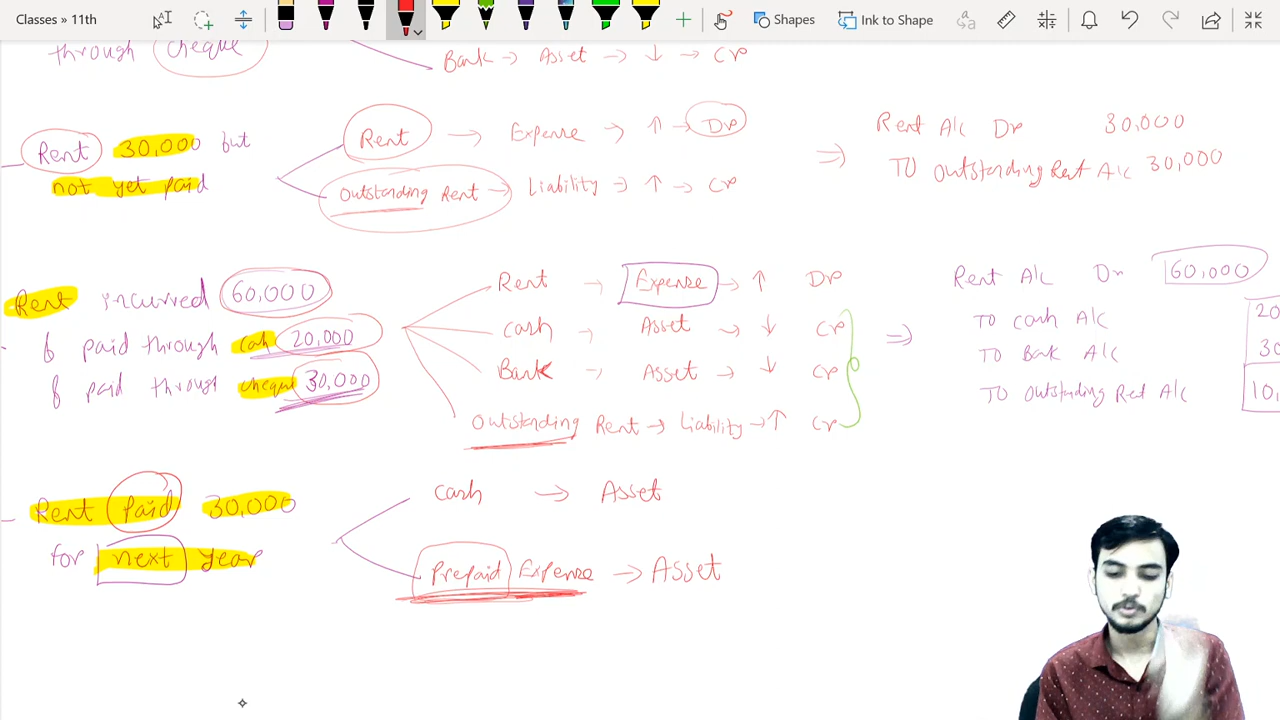 Classes » 11th
Shapes
Ink to Shape
through cheque
Bank → Asset → ↓ → Cr
Rent 30,000 but
not yet paid
Rent → Expense → ↑ → Dr
Outstanding Rent → Liability → ↑ → Cr
⇒ Rent A/c Dr 30,000
To Outstanding Rent A/c 30,000
Rent incurred 60,000
& paid through cash 20,000
& paid through cheque 30,000
Rent → Expense → ↑ Dr
Cash → Asset → ↓ Cr
Bank → Asset → ↓ Cr
Outstanding Rent → Liability → ↑ Cr
⇒ Rent A/c Dr 60,000
To Cash A/c 20
To Bank A/c 30
To Outstanding Rent A/c 10,
Rent Paid 30,000
for next year
Cash → Asset
Prepaid Expense → Asset